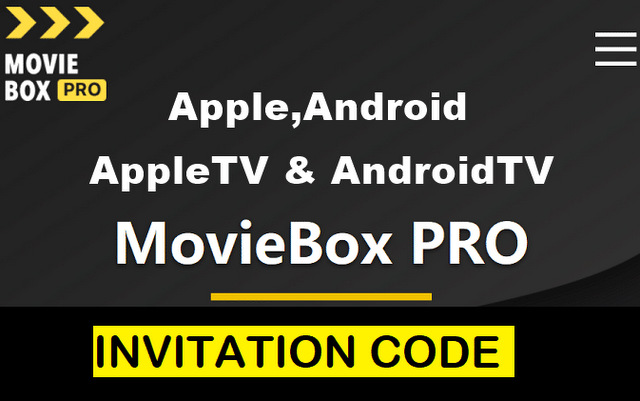 MOVIE
BOX PRO
Apple,Android
AppleTV & AndroidTV
MovieBox PRO
INVITATION CODE